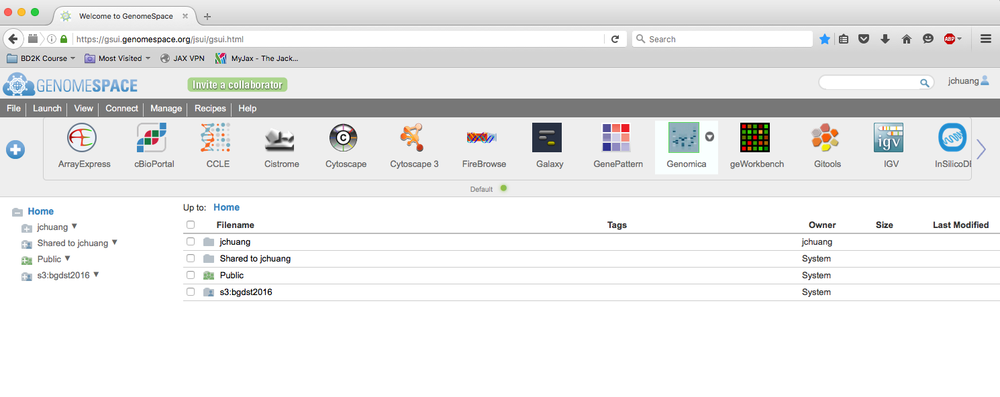 Welcome to GenomeSpace
https://gsui.genomespace.org/jsui/gsui.html
Search
ABP
BD2K Course
Most Visited
JAX VPN
MyJax - The Jack...
GENOMESPACE
Invite a collaborator
jchuang
File Launch View Connect Manage Recipes Help
C
igv
ArrayExpress cBioPortal CCLE Cistrome Cytoscape Cytoscape 3 FireBrowse Galaxy GenePattern Genomica geWorkbench Gitools IGV InSilicoDB
Default
Home
jchuang
Shared to jchuang
Public
s3:bgdst2016
Up to: Home
Filename Tags Owner Size Last Modified
jchuang jchuang
Shared to jchuang System
Public System
s3:bgdst2016 System